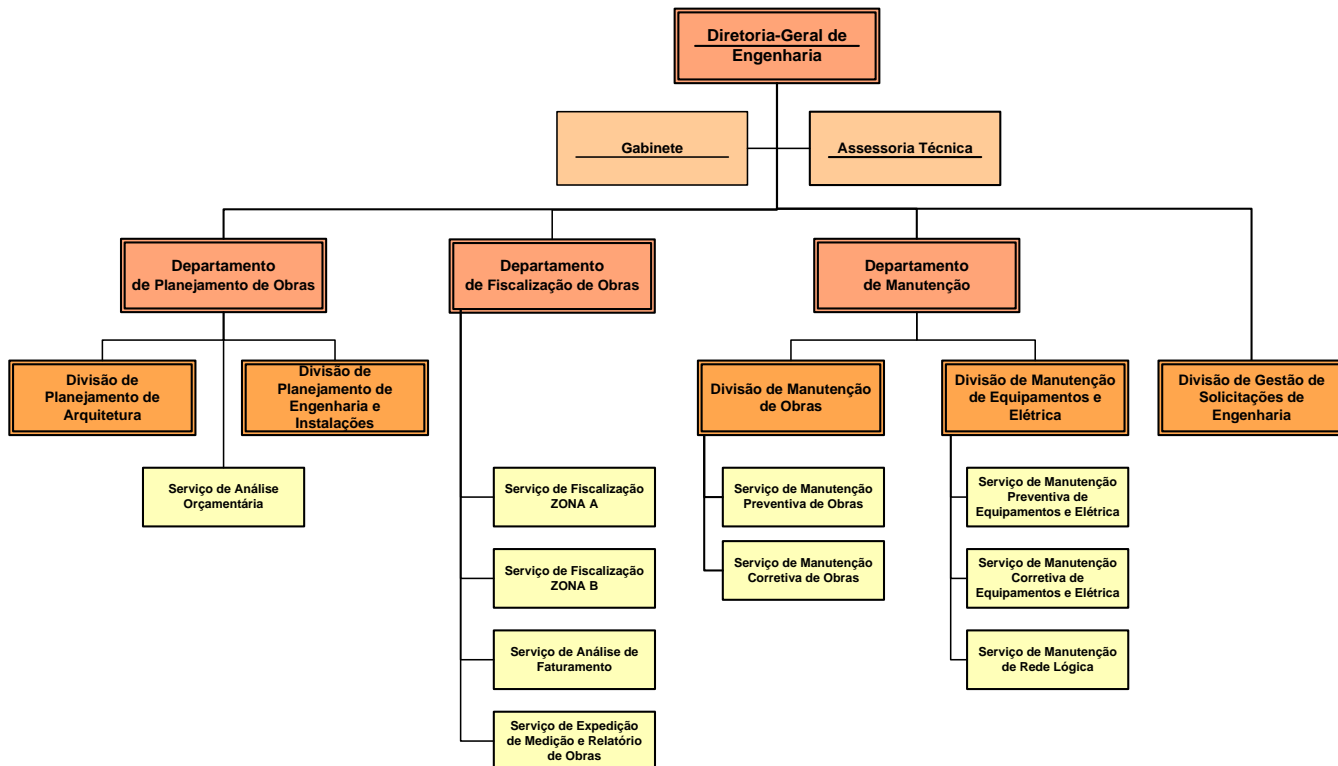 Diretoria-Geral de
Engenharia
Gabinete
Assessoria Técnica
Departamento
de Planejamento de Obras
Departamento
de Fiscalização de Obras
Departamento
de Manutenção
Divisão de
Planejamento de
Arquitetura
Divisão de
Planejamento de
Engenharia e
Instalações
Divisão de Manutenção
de Obras
Divisão de Manutenção
de Equipamentos e
Elétrica
Divisão de Gestão de
Solicitações de
Engenharia
Serviço de Análise
Orçamentária
Serviço de Fiscalização
ZONA A
Serviço de Manutenção
Preventiva de Obras
Serviço de Manutenção
Preventiva de
Equipamentos e Elétrica
Serviço de Fiscalização
ZONA B
Serviço de Manutenção
Corretiva de Obras
Serviço de Manutenção
Corretiva de
Equipamentos e Elétrica
Serviço de Análise de
Faturamento
Serviço de Manutenção
de Rede Lógica
Serviço de Expedição
de Medição e Relatório
de Obras